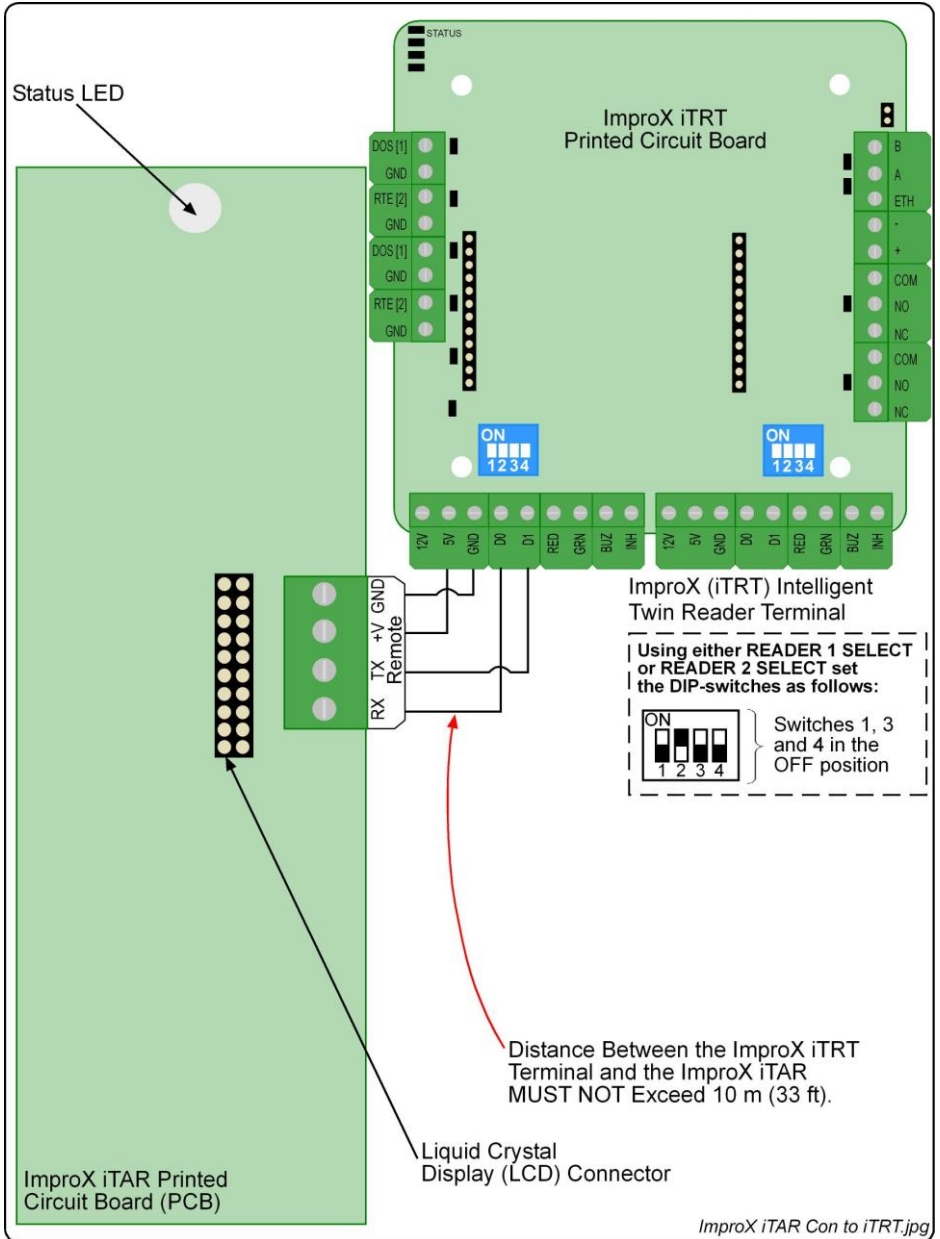 STATUS
Status LED
ImproX iTRT
Printed Circuit Board
DOS [1]
GND
RTE [2]
GND
DOS [1]
GND
RTE [2]
GND
B
A
ETH
-
+
COM
NO
NC
COM
NO
NC
ON
1234
ON
1234
12V
5V
GND
D0
D1
RED
GRN
BUZ
INH
12V
5V
GND
D0
D1
RED
GRN
BUZ
INH
GND
+V
TX
RX
Remote
ImproX (iTRT) Intelligent
Twin Reader Terminal
Using either READER 1 SELECT
or READER 2 SELECT set
the DIP-switches as follows:
ON
1 2 3 4
Switches 1, 3
and 4 in the
OFF position
Distance Between the ImproX iTRT
Terminal and the ImproX iTAR
MUST NOT Exceed 10 m (33 ft).
Liquid Crystal
Display (LCD) Connector
ImproX iTAR Printed
Circuit Board (PCB)
ImproX iTAR Con to iTRT.jpg